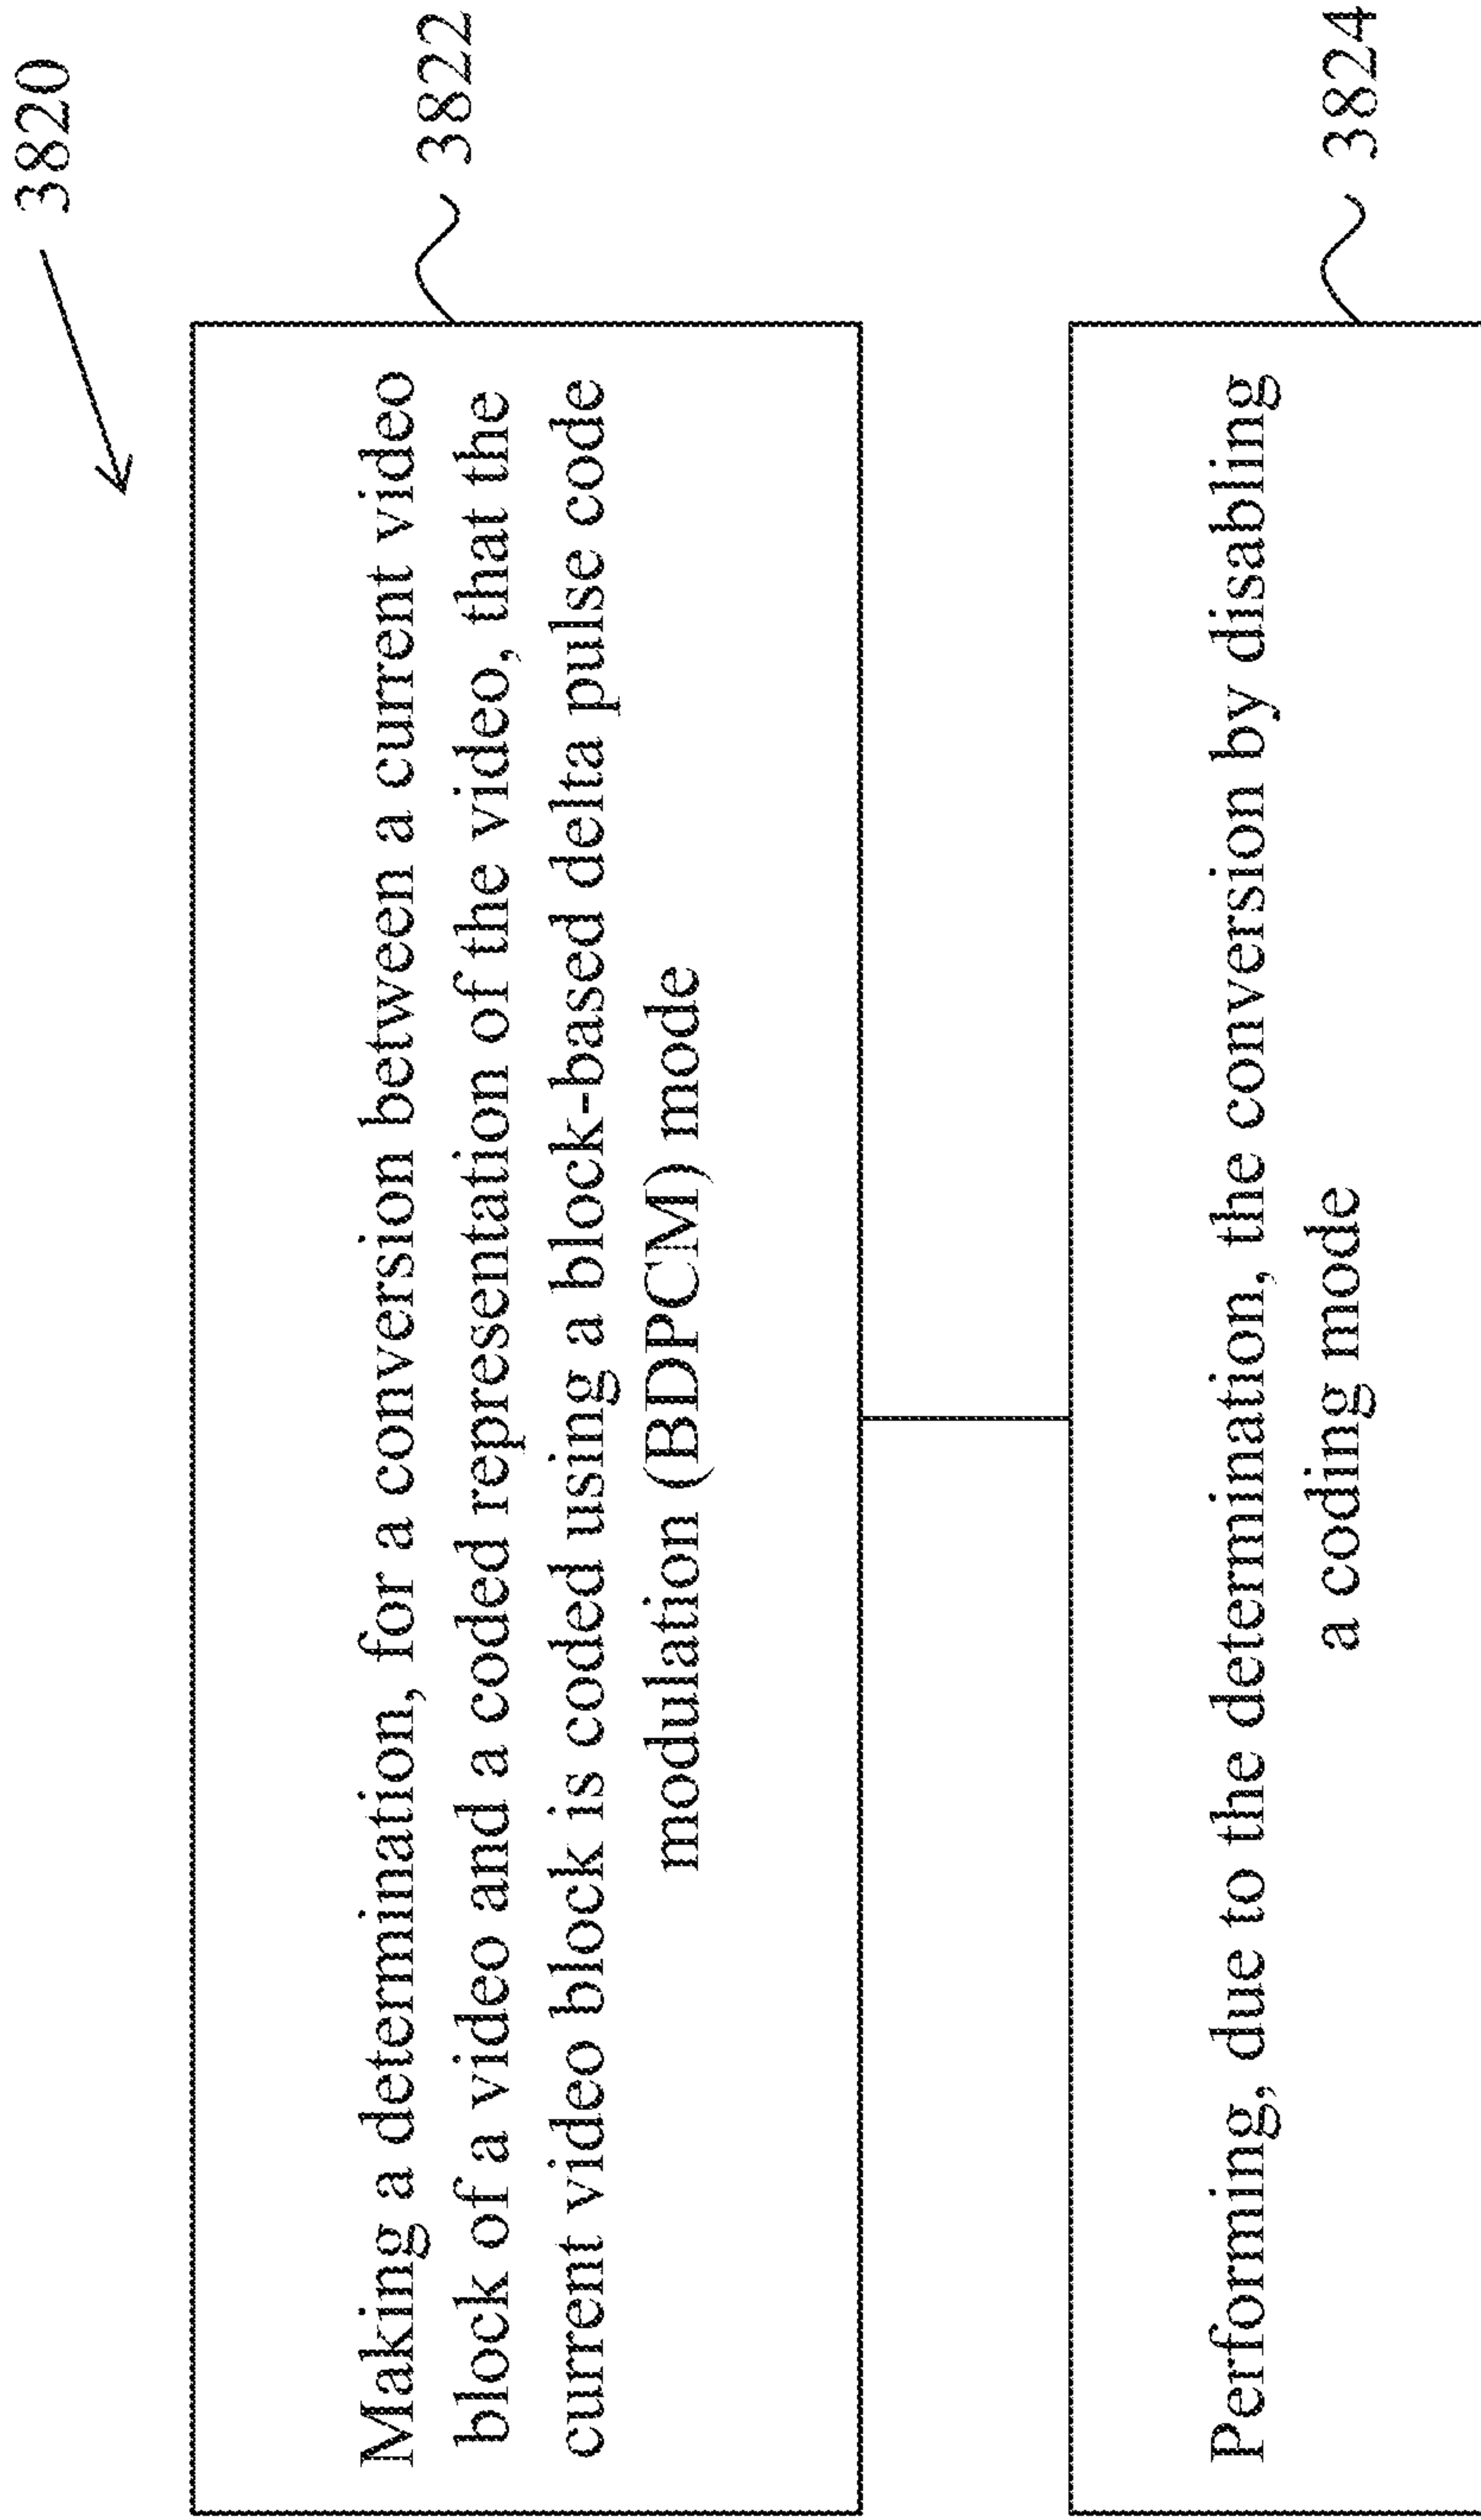 3820
Making a determination, for a conversion between a current video
block of a video and a coded representation of the video, that the
current video block is coded using a block-based delta pulse code
modulation (BDPCM) mode
3822
Performing, due to the determination, the conversion by disabling
a coding mode
3824